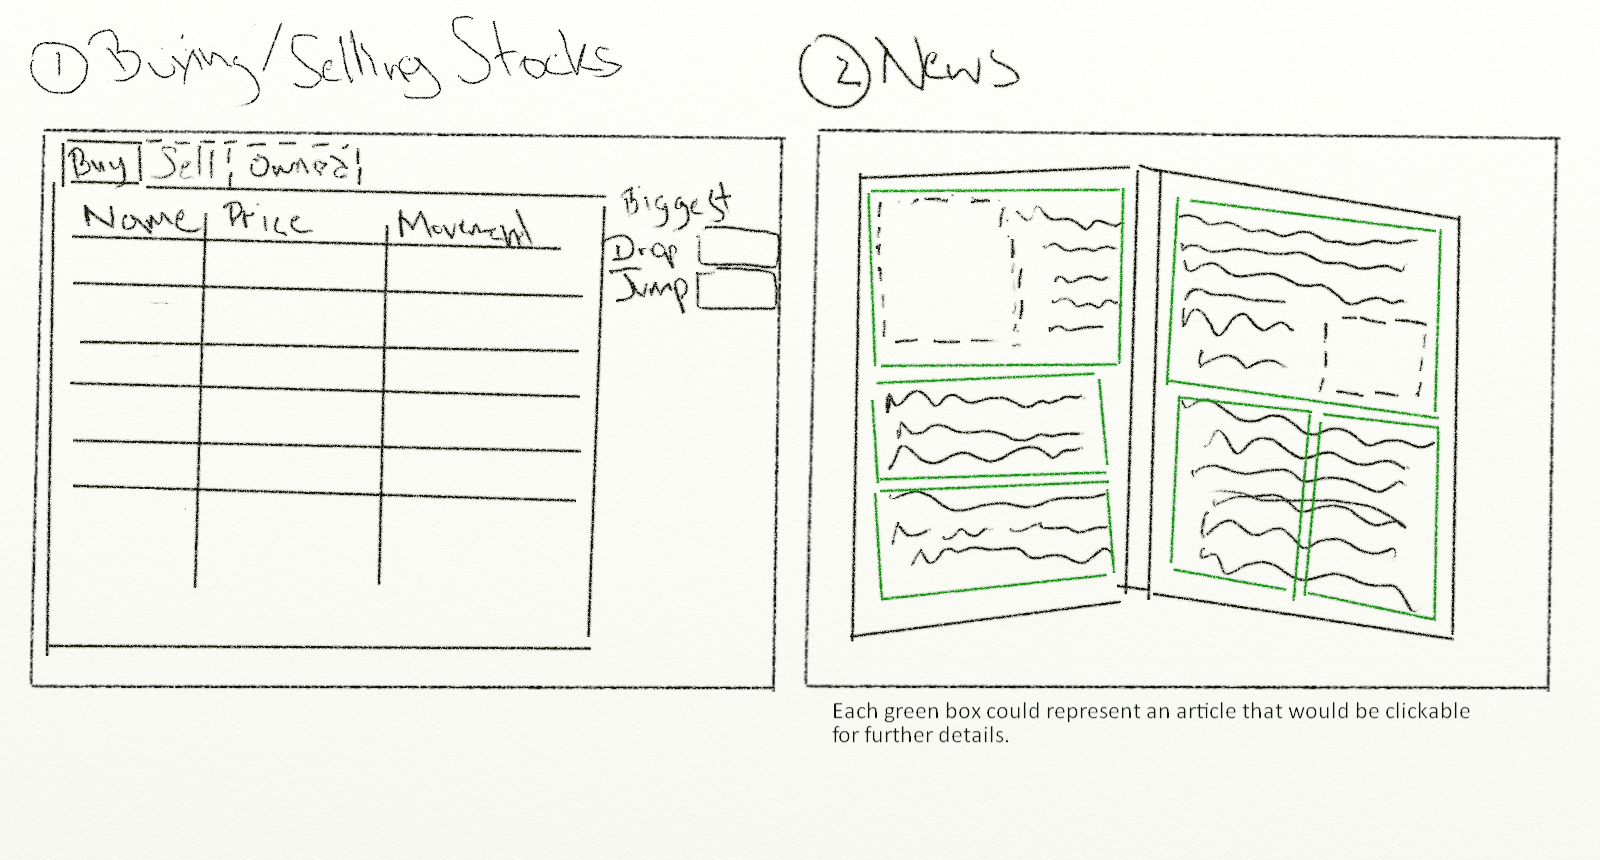 1 Buying/Selling Stocks
Buy Sell Owned
Name Price Movement
Biggest
Drop
Jump
2 News
Each green box could represent an article that would be clickable
for further details.